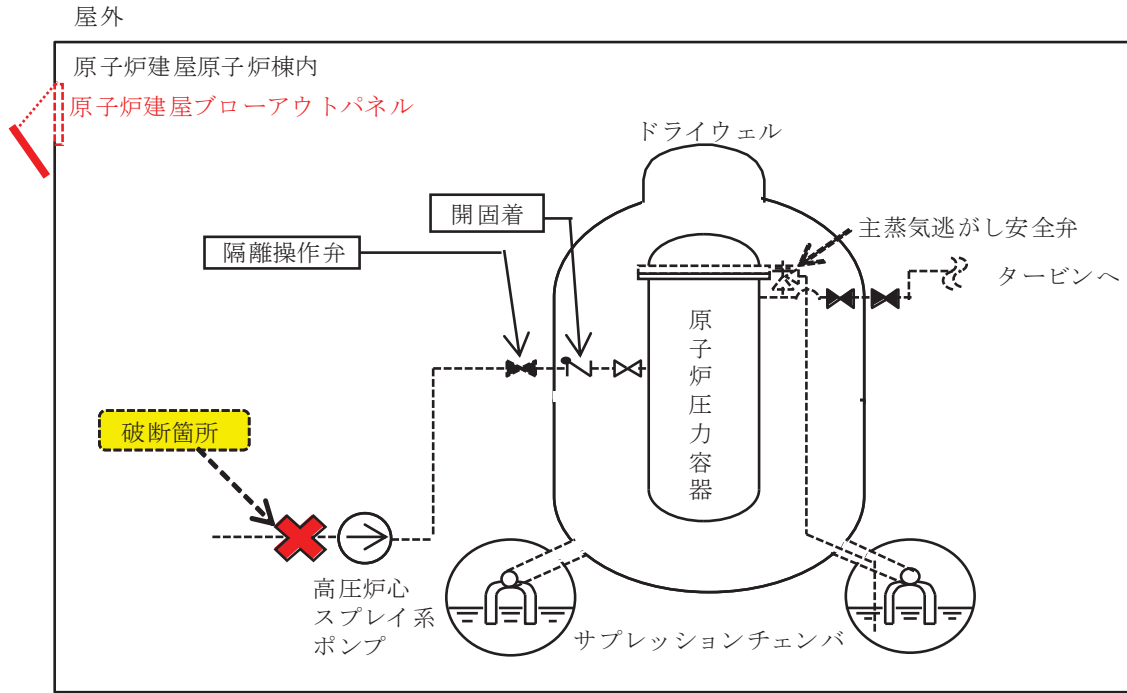 屋外
原子炉建屋原子炉棟内
原子炉建屋ブローアウトパネル
ドライウェル
開固着
主蒸気逃がし安全弁
隔離操作弁
タービンへ
原子炉圧力容器
破断箇所
高圧炉心
スプレイ系
ポンプ
サプレッションチェンバ